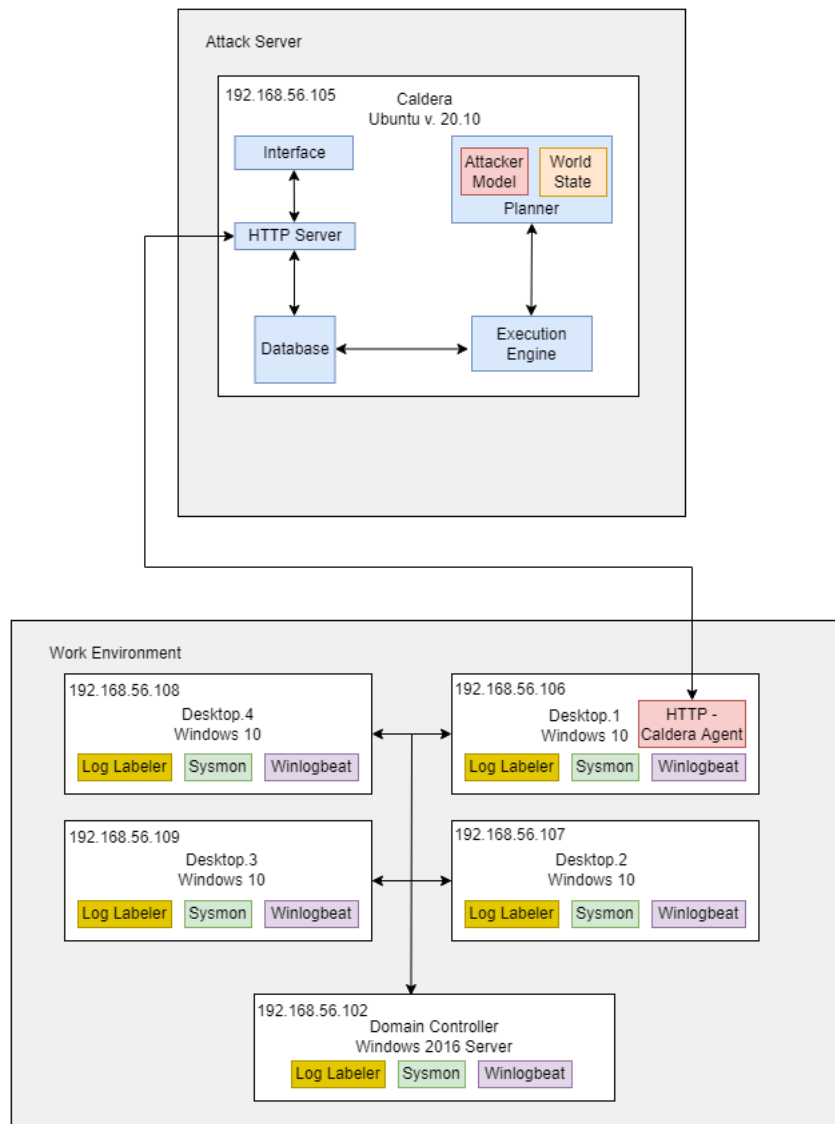 Attack Server
192.168.56.105
Caldera
Ubuntu v. 20.10
Interface
Attacker
Model
World
State
Planner
HTTP Server
Database
Execution
Engine
Work Environment
192.168.56.108
Desktop.4
Windows 10
Log Labeler
Sysmon
Winlogbeat
192.168.56.106
Desktop.1
Windows 10
HTTP -
Caldera Agent
Log Labeler
Sysmon
Winlogbeat
192.168.56.109
Desktop.3
Windows 10
Log Labeler
Sysmon
Winlogbeat
192.168.56.107
Desktop.2
Windows 10
Log Labeler
Sysmon
Winlogbeat
192.168.56.102
Domain Controller
Windows 2016 Server
Log Labeler
Sysmon
Winlogbeat